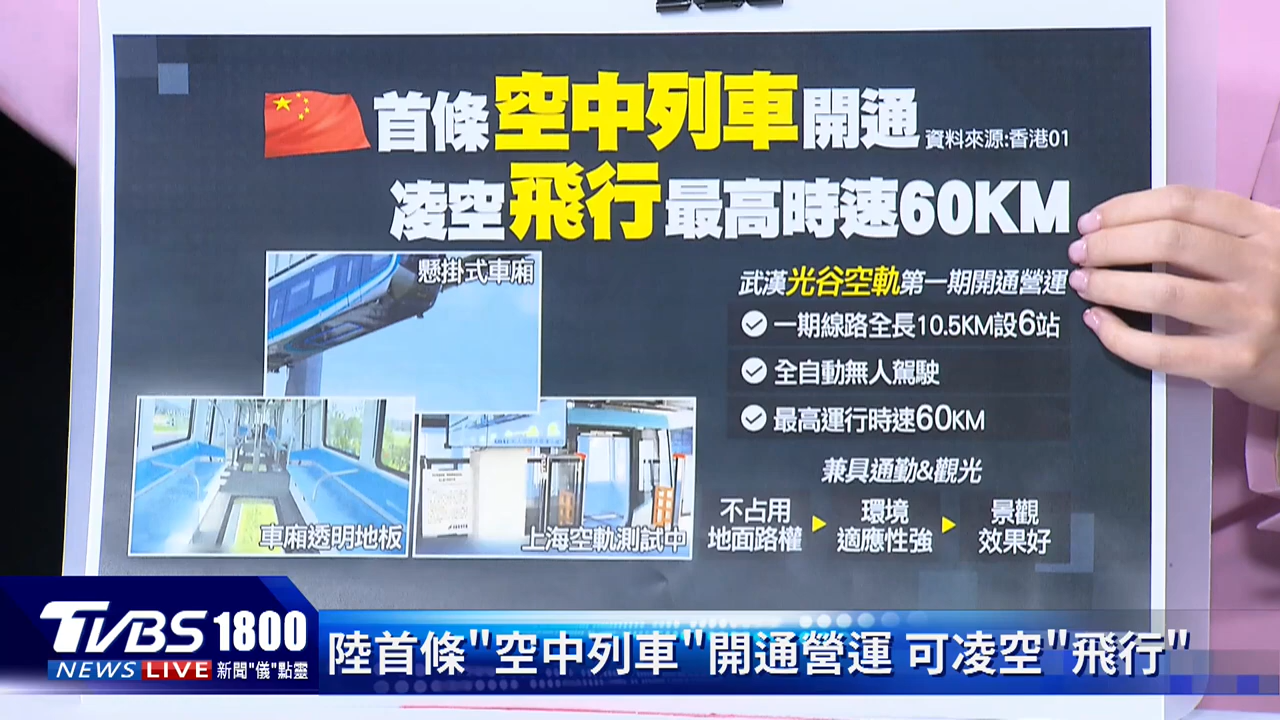 首條空中列車開通 資料來源:香港01
凌空飛行最高時速60KM
懸掛式車廂
車廂透明地板
上海空軌測試中
武漢光谷空軌第一期開通營運
一期線路全長10.5KM設6站
全自動無人駕駛
最高運行時速60KM
兼具通勤&觀光
不占用
地面路權
環境
適應性強
景觀
效果好
TVBS 1800
NEWS LIVE 新聞"儀"點靈
陸首條"空中列車"開通營運 可凌空"飛行"